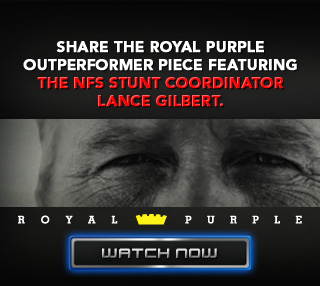 SHARE THE ROYAL PURPLE
OUTPERFORMER PIECE FEATURING
THE NFS STUNT COORDINATOR
LANCE GILBERT.
ROYAL PURPLE
WATCH NOW